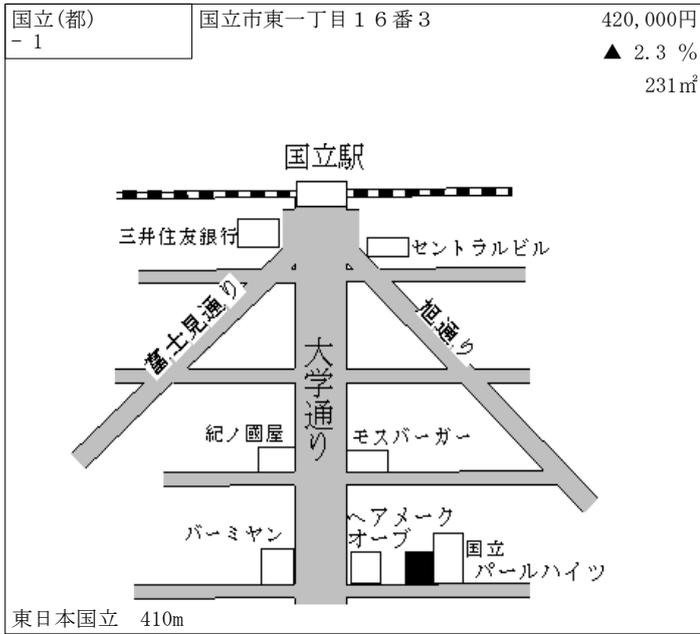 国立(都)
- 1
国立市東一丁目１６番３
420,000円
▲ 2.3 %
231㎡
国立駅
三井住友銀行
セントラルビル
富士見通り
旭通り
大学通り
紀ノ國屋
モスバーガー
バーミヤン
ヘアメーク
オーブ
国立
パールハイツ
東日本国立　410m